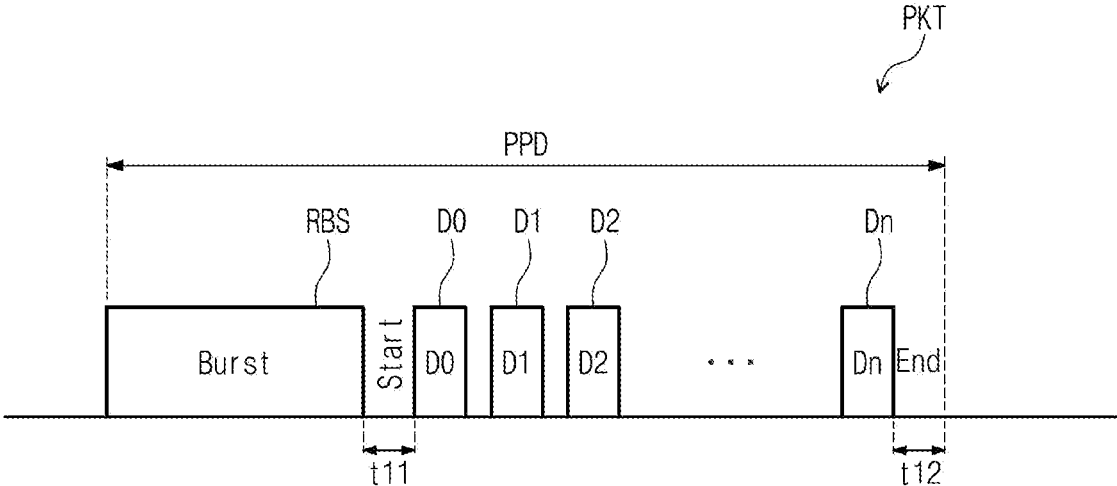 PKT
PPD
RBS D0 D1 D2 Dn
Burst Start D0 D1 D2 ... Dn End
t11 t12